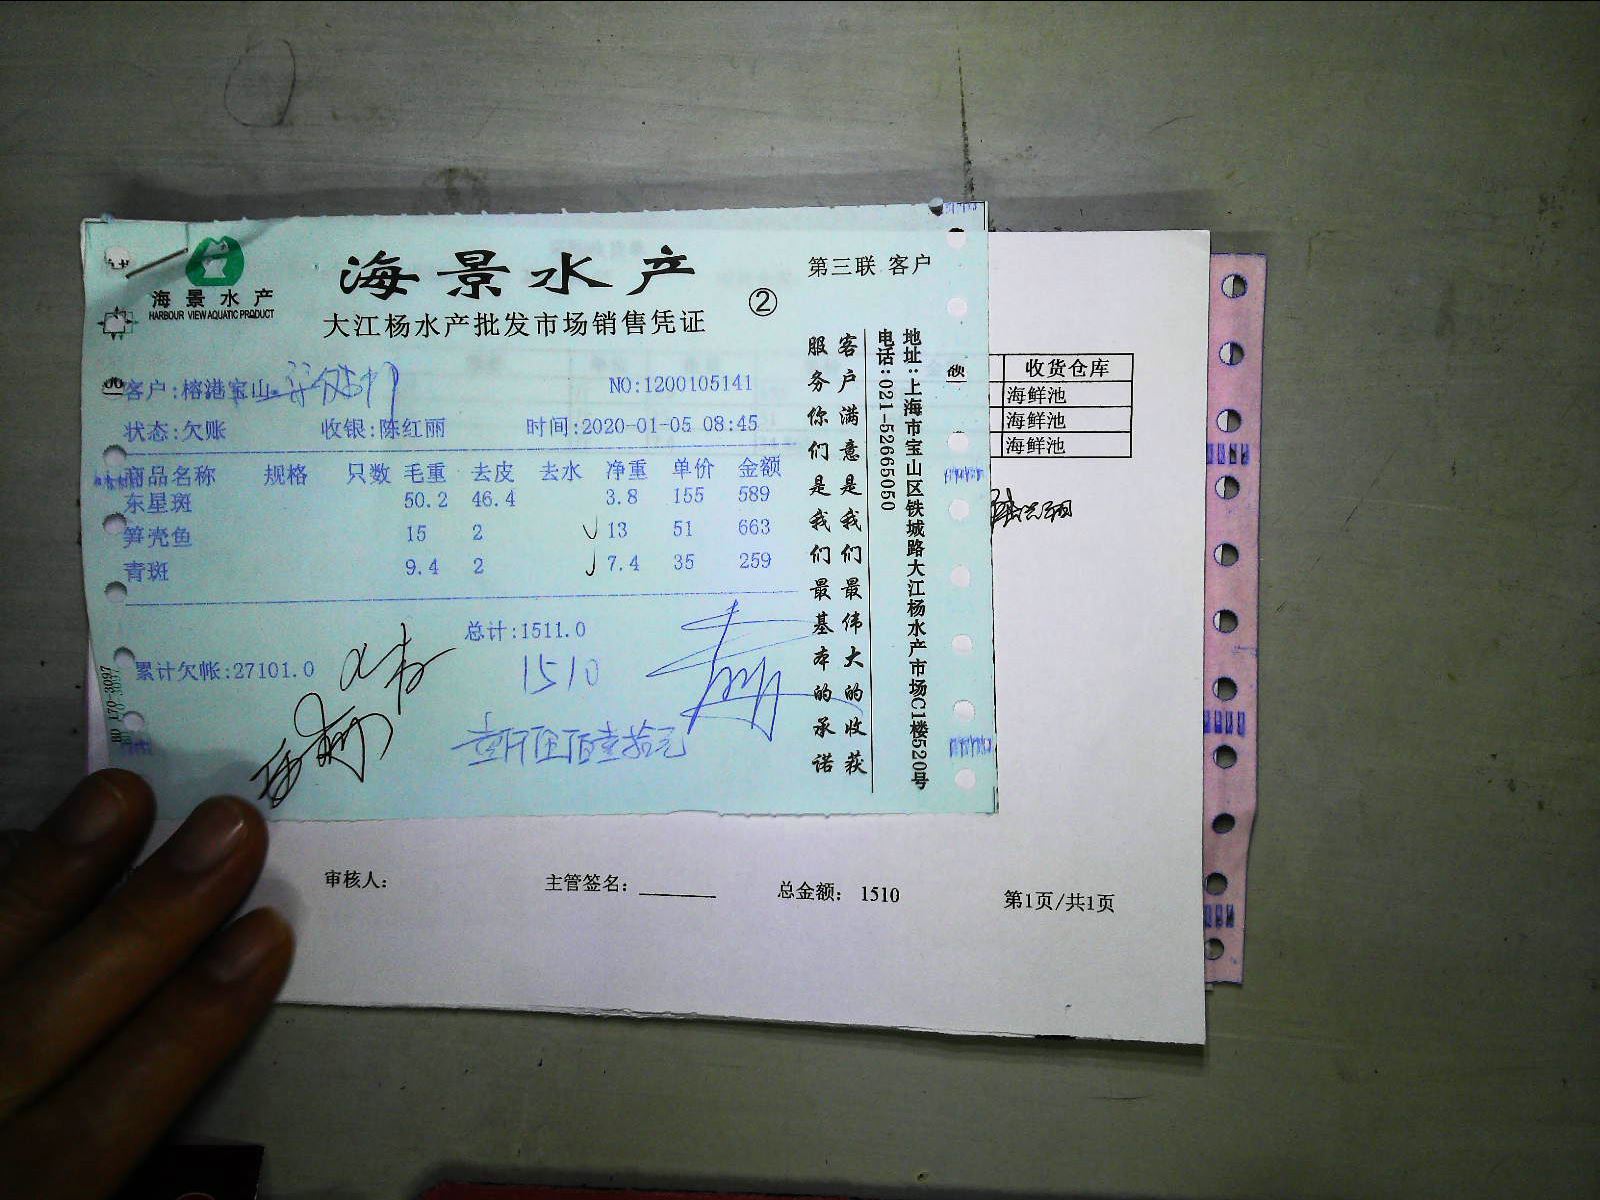 海景水产
HARBOUR VIEW AQUATIC PRODUCT
海景水产
大江杨水产批发市场销售凭证
②
第三联 客户
客户:榕港宝山
NO:1200105141
状态:欠账 收银:陈红丽 时间:2020-01-05 08:45
商品名称 规格 只数 毛重 去皮 去水 净重 单价 金额
东星斑 50.2 46.4 3.8 155 589
笋壳鱼 15 2 13 51 663
青斑 9.4 2 7.4 35 259
总计:1511.0
累计欠帐:27101.0
1510
壹仟伍佰壹拾元
客户满意是我们最伟大的收获
服务你们是我们最基本的承诺
地址:上海市宝山区铁城路大江杨水产市场C1楼520号
电话:021-52665050
收货仓库
海鲜池
海鲜池
海鲜池
审核人: 主管签名: 总金额: 1510 第1页/共1页